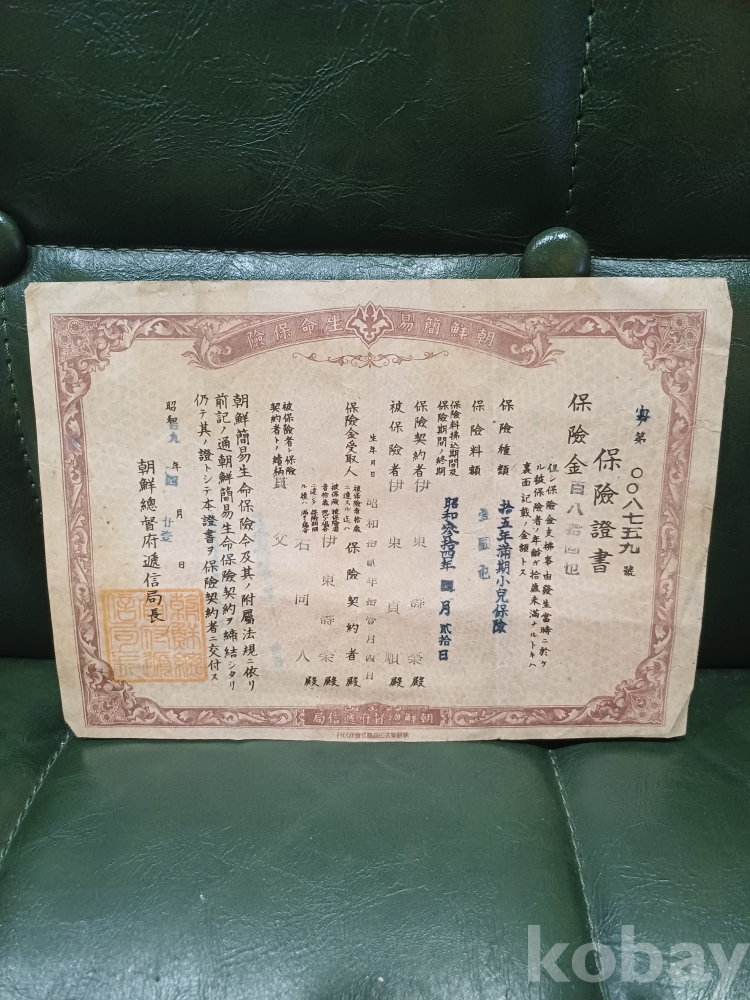 朝鮮簡易生命保險
第〇〇八七五九號
保險證書
保險金百八拾四也
但シ保險金支拂事由發生當時ニ於ケ
ル被保險者ノ年齡ガ拾歲未滿ナルトキハ
裏面記載ノ金額トス
保險種類 拾五年滿期小兒保險
保險料額
保險料拂込期間及
保險期間ノ終期
昭和參拾四年 月貳拾日
保險契約者 伊東壽榮殿
被保險者 伊東貞順殿
生年月日 昭和拾貳年拾 月四日
保險金受取人
保險契約者殿
伊東壽榮殿
右同人殿
被保險者ト保險
契約者トノ續柄
父
朝鮮簡易生命保險令及其ノ附屬法規ニ依リ
前記ノ通朝鮮簡易生命保險契約ヲ締結シタリ
仍テ其ノ證トシテ本證書ヲ保險契約者ニ交付ス
昭和 九年 月 日
朝鮮總督府遞信局長
朝鮮總督府遞信局
kobay